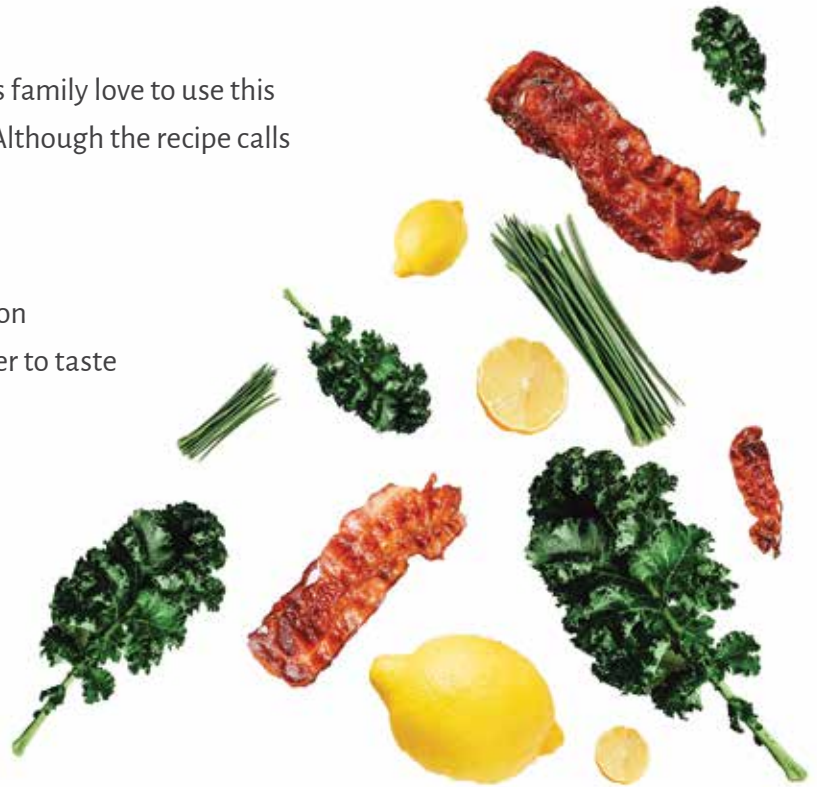 s family love to use this
Although the recipe calls
on
er to taste